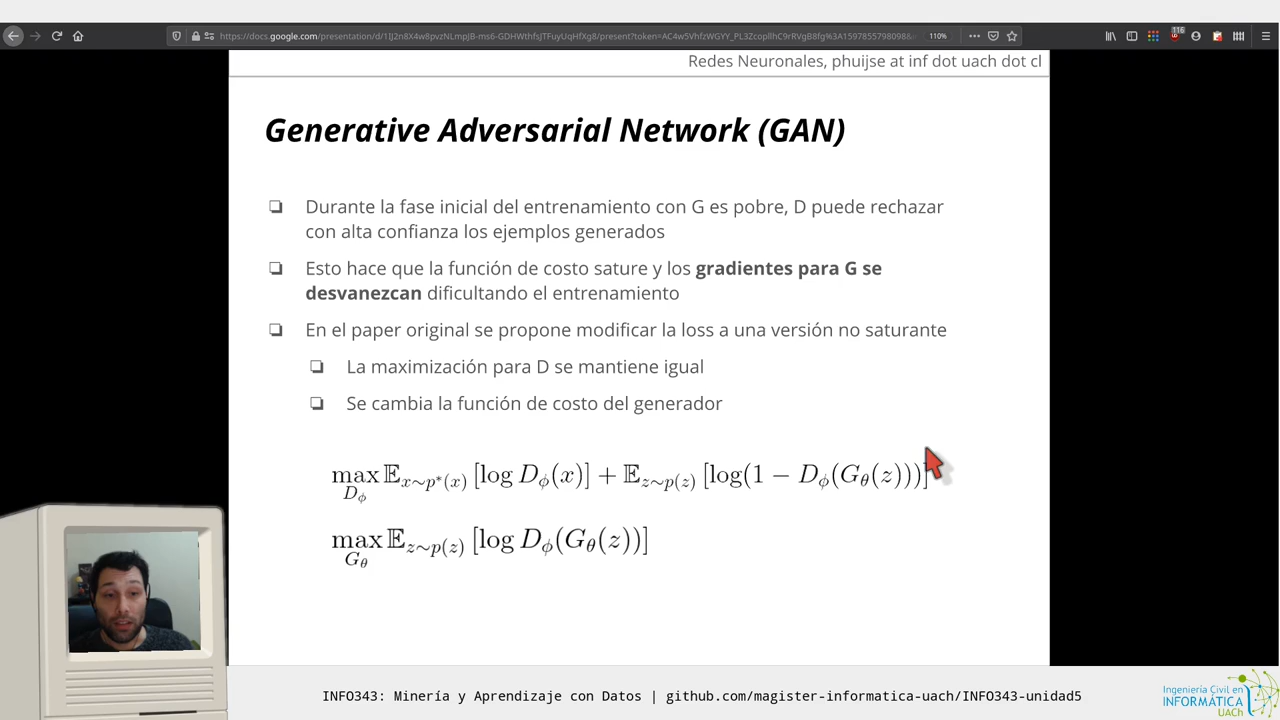 110%
116
Redes Neuronales, phuijse at inf dot uach dot cl
Generative Adversarial Network (GAN)
❏ Durante la fase inicial del entrenamiento con G es pobre, D puede rechazar
con alta confianza los ejemplos generados
❏ Esto hace que la función de costo sature y los gradientes para G se
desvanezcan dificultando el entrenamiento
❏ En el paper original se propone modificar la loss a una versión no saturante
❏ La maximización para D se mantiene igual
❏ Se cambia la función de costo del generador
max_{D_ϕ} 𝔼_{x∼p*(x)} [log D_ϕ(x)] + 𝔼_{z∼p(z)} [log(1 − D_ϕ(G_θ(z)))]
max_{G_θ} 𝔼_{z∼p(z)} [log D_ϕ(G_θ(z))]
INFO343: Minería y Aprendizaje con Datos | github.com/magister-informatica-uach/INFO343-unidad5
Ingeniería Civil en
INFORMÁTICA
UACh